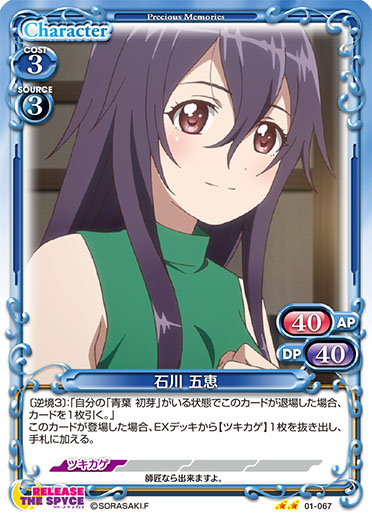 Precious Memories
Character
COST
3
SOURCE
3
40 AP
DP 40
石川 五恵
〔逆境3〕:「自分の「青葉 初芽」がいる状態でこのカードが退場した場合、
カードを1枚引く。」
このカードが登場した場合、EXデッキから【ツキカゲ】1枚を抜き出し、
手札に加える。
ツキカゲ
師匠なら出来ますよ。
RELEASE
THE SPYCE
©SORASAKI.F
01-067